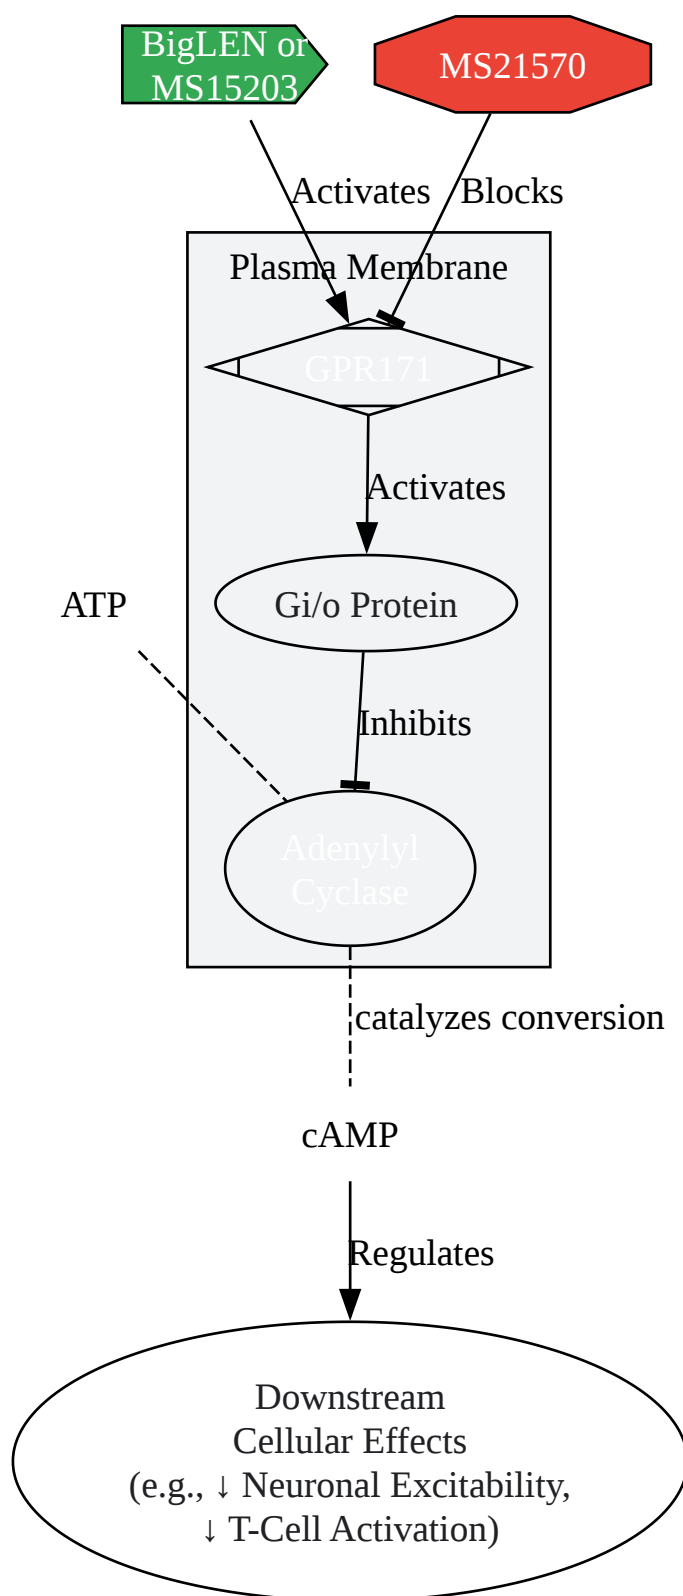 BigLEN or
MS15203
MS21570
Activates
Blocks
Plasma Membrane
GPR171
Activates
Gi/o Protein
ATP
Inhibits
Adenylyl
Cyclase
catalyzes conversion
cAMP
Regulates
Downstream
Cellular Effects
(e.g., ↓ Neuronal Excitability,
↓ T-Cell Activation)